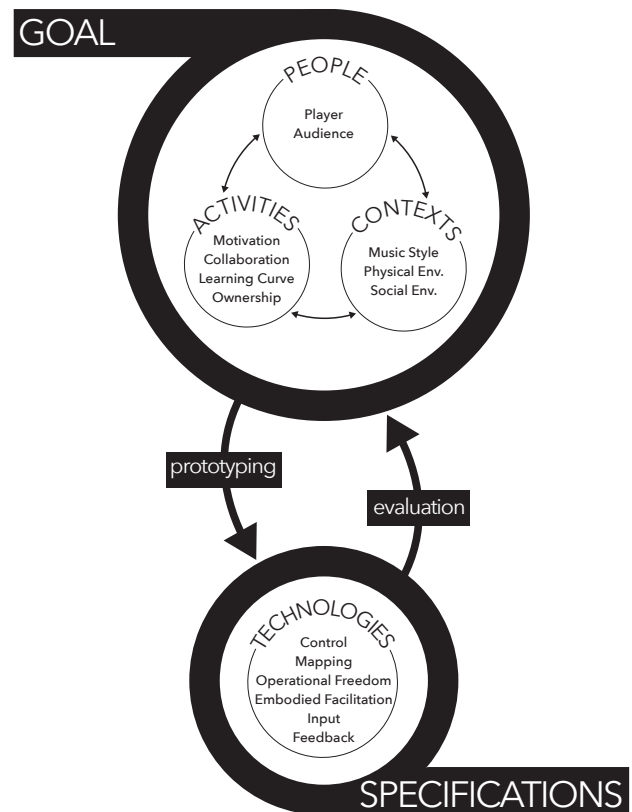 GOAL
PEOPLE
Player
Audience
ACTIVITIES
Motivation
Collaboration
Learning Curve
Ownership
CONTEXTS
Music Style
Physical Env.
Social Env.
prototyping
evaluation
TECHNOLOGIES
Control
Mapping
Operational Freedom
Embodied Facilitation
Input
Feedback
SPECIFICATIONS